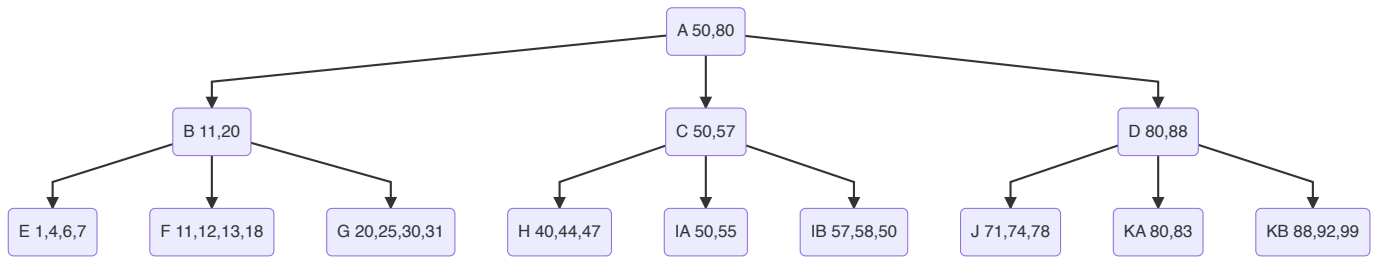 A 50,80
B 11,20
C 50,57
D 80,88
E 1,4,6,7
F 11,12,13,18
G 20,25,30,31
H 40,44,47
IA 50,55
IB 57,58,50
J 71,74,78
KA 80,83
KB 88,92,99